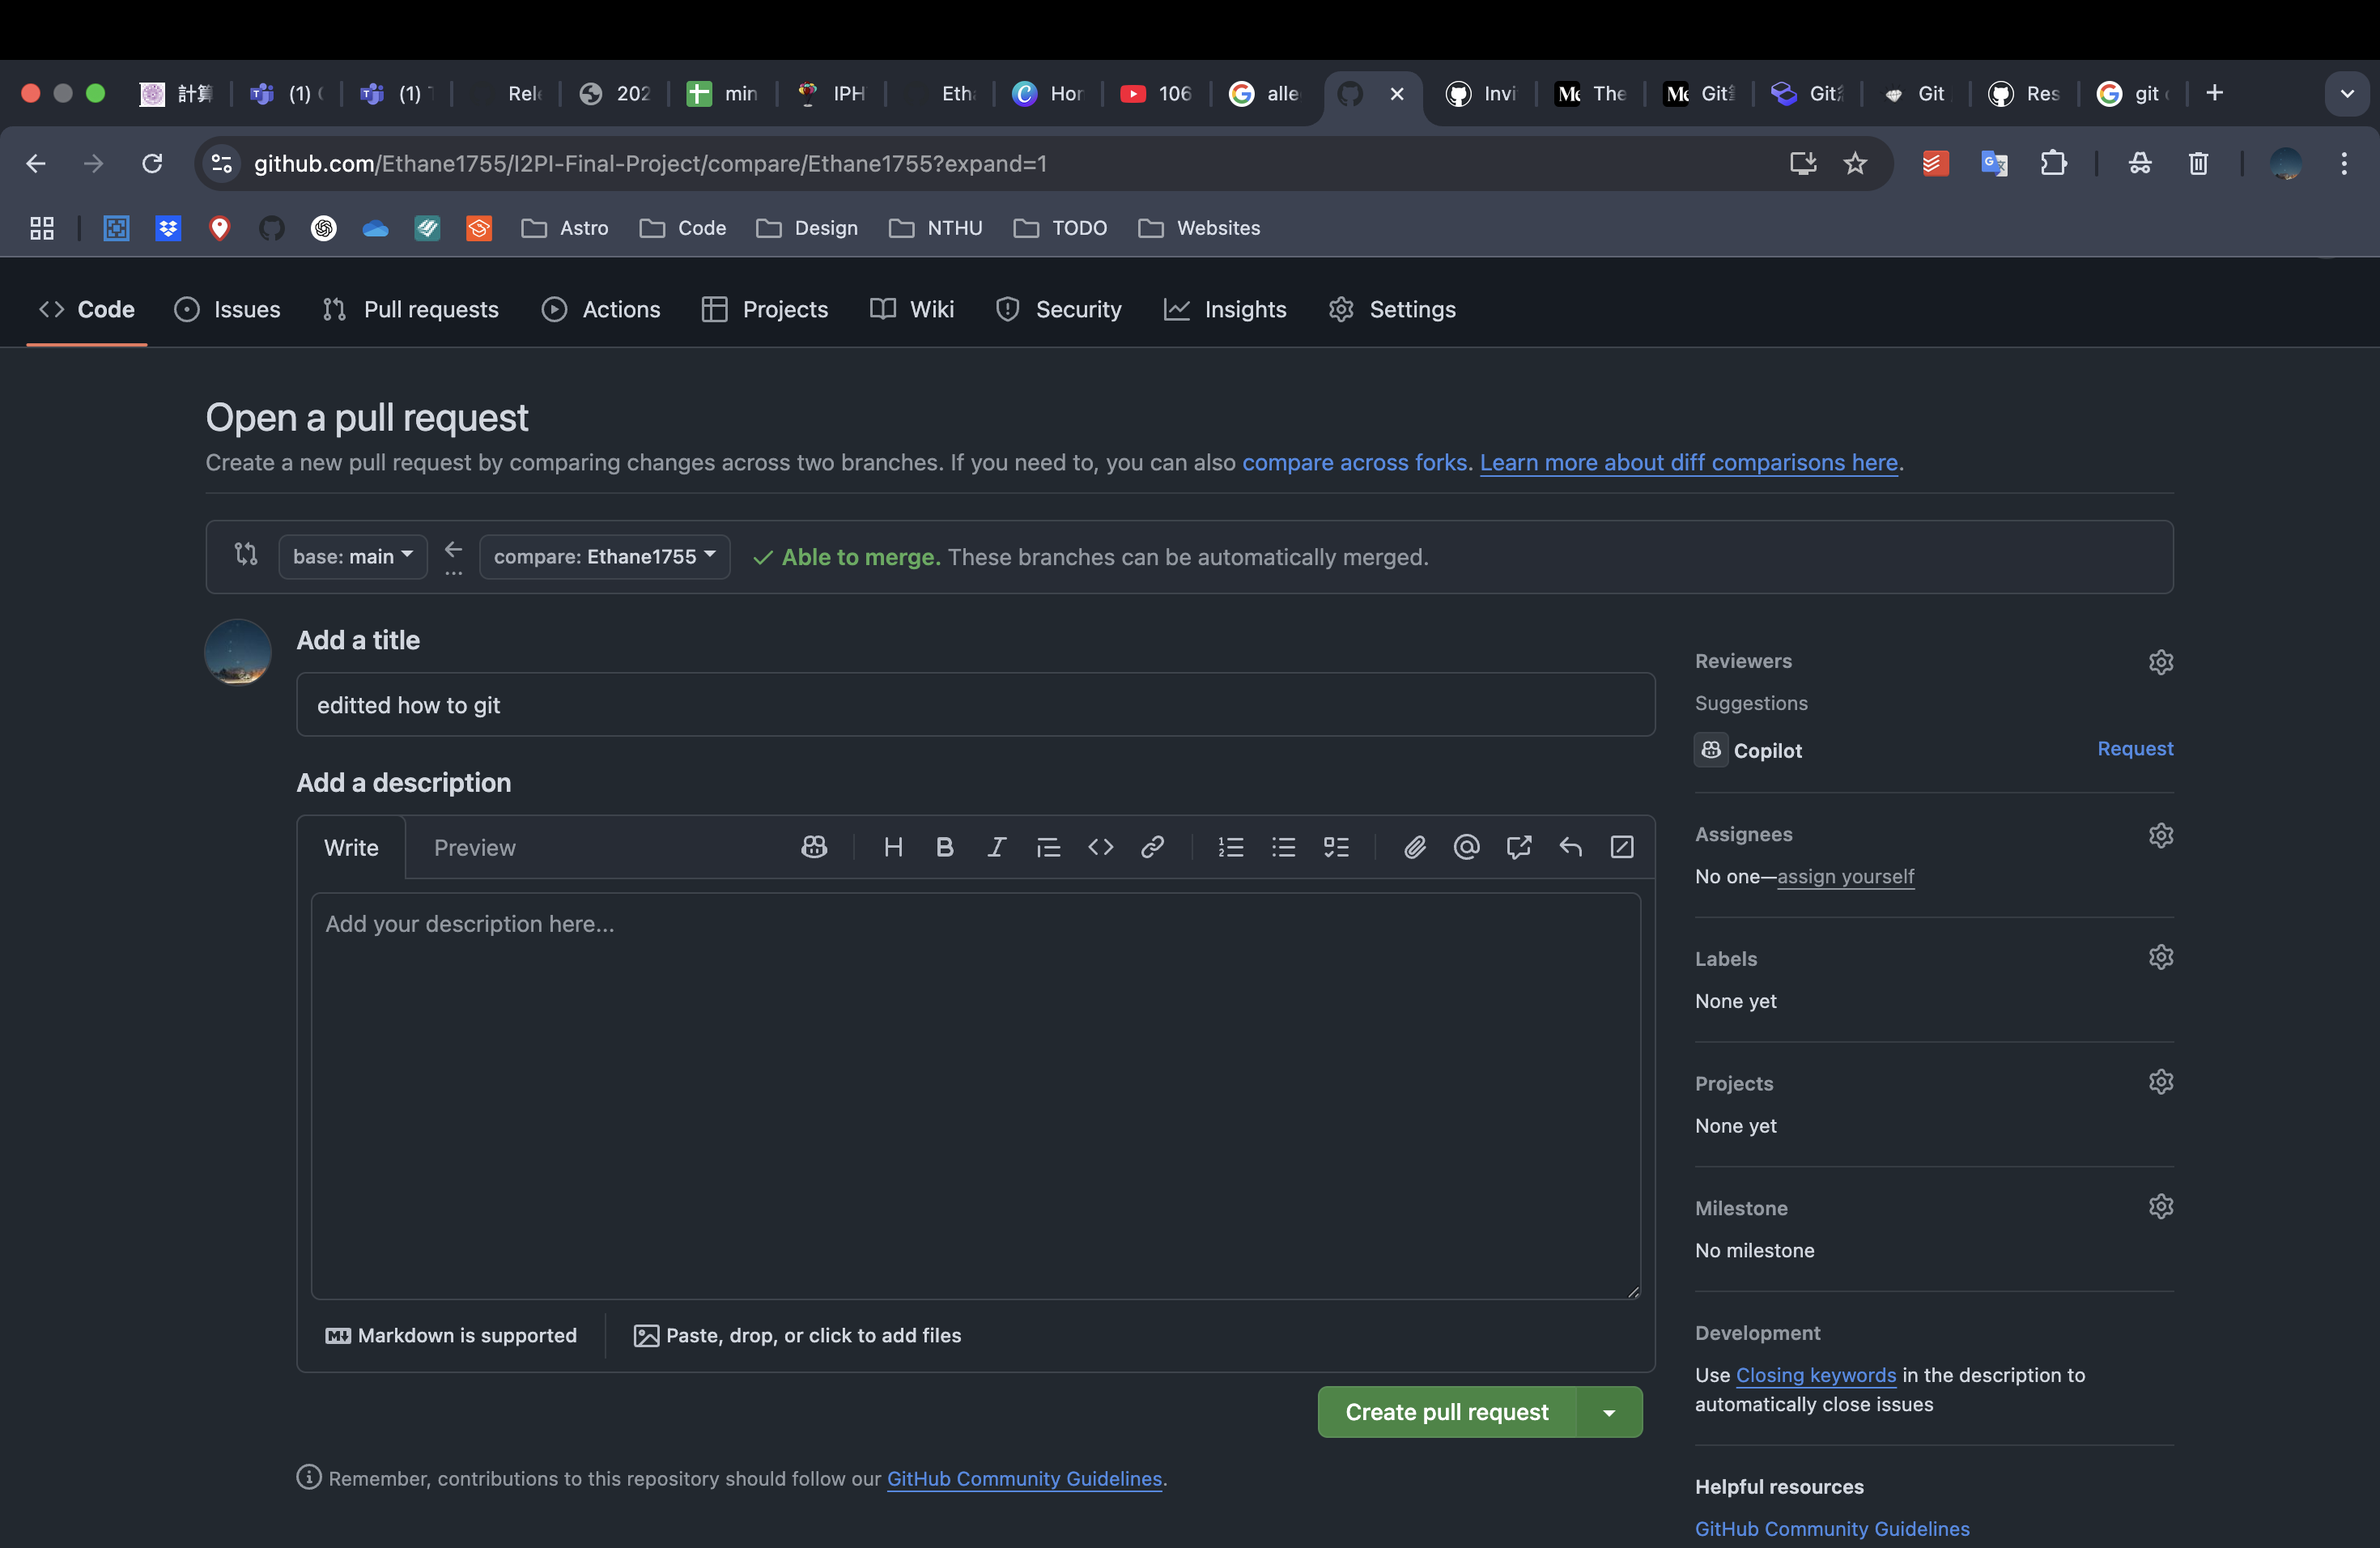 計算 (1) (1) Rel 202 min IPH Eth Hor 106 alle Invi The Git Git Git Res git
github.com/Ethane1755/I2PI-Final-Project/compare/Ethane1755?expand=1
Astro Code Design NTHU TODO Websites
Code Issues Pull requests Actions Projects Wiki Security Insights Settings
Open a pull request
Create a new pull request by comparing changes across two branches. If you need to, you can also compare across forks. Learn more about diff comparisons here.
base: main compare: Ethane1755 Able to merge. These branches can be automatically merged.
Add a title
editted how to git
Add a description
Write Preview
Add your description here...
Markdown is supported Paste, drop, or click to add files
Create pull request
Remember, contributions to this repository should follow our GitHub Community Guidelines.
Reviewers
Suggestions
Copilot Request
Assignees
No one—assign yourself
Labels
None yet
Projects
None yet
Milestone
No milestone
Development
Use Closing keywords in the description to
automatically close issues
Helpful resources
GitHub Community Guidelines